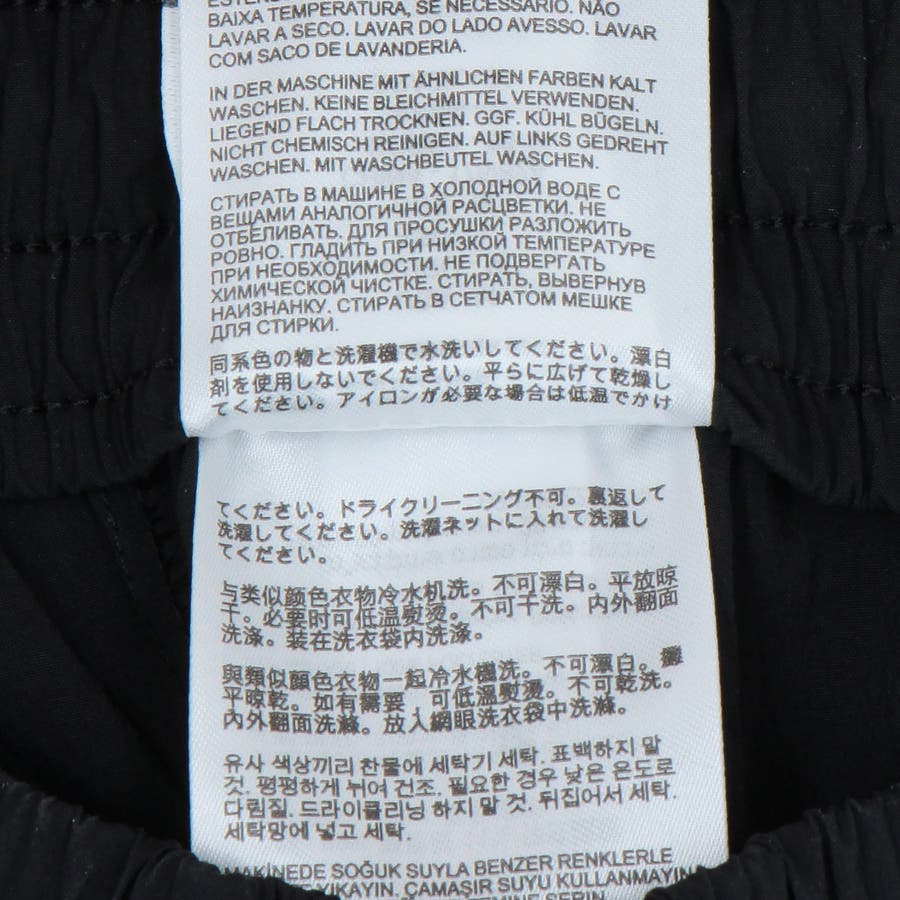 BAIXA TEMPERATURA, SE NECESSÁRIO. NÃO
LAVAR A SECO. LAVAR DO LADO AVESSO. LAVAR
COM SACO DE LAVANDERIA.
IN DER MASCHINE MIT ÄHNLICHEN FARBEN KALT
WASCHEN. KEINE BLEICHMITTEL VERWENDEN.
LIEGEND FLACH TROCKNEN. GGF. KÜHL BÜGELN.
NICHT CHEMISCH REINIGEN. AUF LINKS GEDREHT
WASCHEN. MIT WASCHBEUTEL WASCHEN.
СТИРАТЬ В МАШИНЕ В ХОЛОДНОЙ ВОДЕ С
ВЕЩАМИ АНАЛОГИЧНОЙ РАСЦВЕТКИ. НЕ
ОТБЕЛИВАТЬ. ДЛЯ ПРОСУШКИ РАЗЛОЖИТЬ
РОВНО. ГЛАДИТЬ ПРИ НИЗКОЙ ТЕМПЕРАТУРЕ
ПРИ НЕОБХОДИМОСТИ. НЕ ПОДВЕРГАТЬ
ХИМИЧЕСКОЙ ЧИСТКЕ. СТИРАТЬ, ВЫВЕРНУВ
НАИЗНАНКУ. СТИРАТЬ В СЕТЧАТОМ МЕШКЕ
ДЛЯ СТИРКИ.
同系色の物と洗濯機で水洗いしてください。漂白
剤を使用しないでください。平らに広げて乾燥し
てください。アイロンが必要な場合は低温でかけ
てください。ドライクリーニング不可。裏返して
洗濯してください。洗濯ネットに入れて洗濯し
てください。
与类似颜色衣物冷水机洗。不可漂白。平放晾
干。必要时可低温熨烫。不可干洗。内外翻面
洗涤。装在洗衣袋内洗涤。
與類似顏色衣物一起冷水機洗。不可漂白。攤
平晾乾。如有需要，可低溫熨燙。不可乾洗。
內外翻面洗滌。放入網眼洗衣袋中洗滌。
유사 색상끼리 찬물에 세탁기 세탁. 표백하지 말
것. 평평하게 뉘여 건조. 필요한 경우 낮은 온도로
다림질. 드라이클리닝 하지 말 것. 뒤집어서 세탁.
세탁망에 넣고 세탁.
MAKİNEDE SOĞUK SUYLA BENZER RENKLERLE
YIKAYIN. ÇAMAŞIR SUYU KULLANMAYIN
SERİN